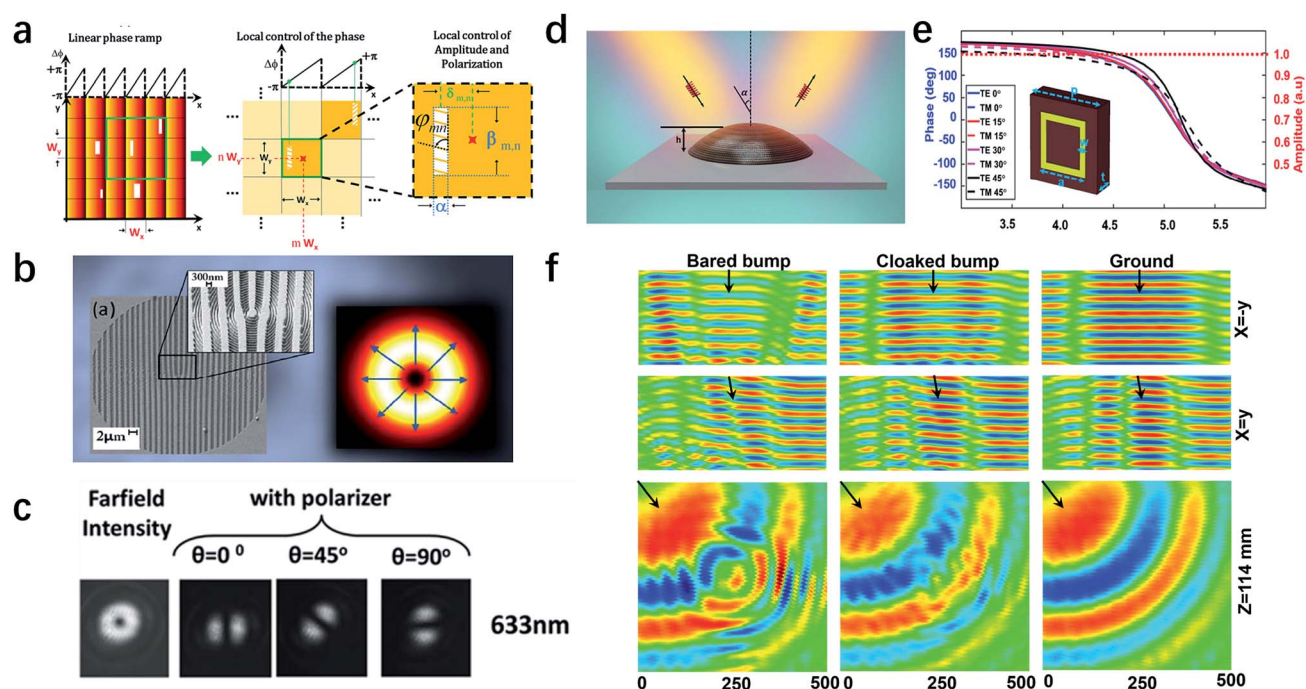 a
Linear phase ramp
Δϕ
+π
-π
x
y
Wy
Wx
x
Local control of the phase
Δϕ
+π
-π
x
n Wy
Wy
Wx
m Wx
Local control of
Amplitude and
Polarization
δm,n
φmn
βm,n
α
b
(a)
300nm
2μm
c
Farfield
Intensity
with polarizer
θ=0 0
θ=45o
θ=90o
633nm
d
α
h
e
Phase (deg)
150
100
50
0
-50
-100
-150
TE 0°
TM 0°
TE 15°
TM 15°
TE 30°
TM 30°
TE 45°
TM 45°
p
w
a
t
3.5
4.0
4.5
5.0
5.5
1.0
0.9
0.8
0.7
0.6
0.5
Amplitude (a.u)
f
Bared bump
Cloaked bump
Ground
X=-y
X=y
Z=114 mm
0 250 500
0 250 500
0 250 500